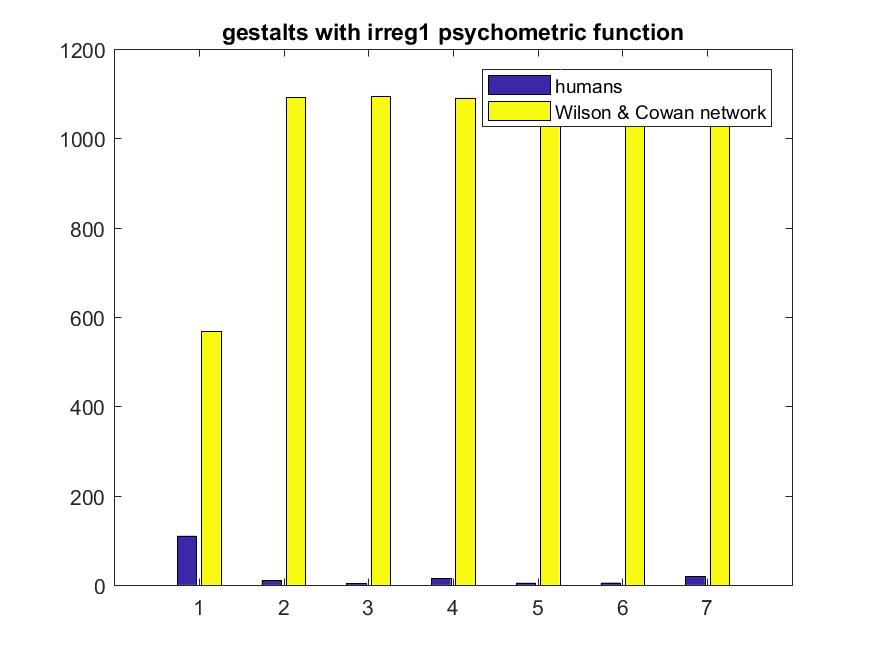 gestalts with irreg1 psychometric function
1200
1000
800
600
400
200
0
humans
Wilson & Cowan network
1 2 3 4 5 6 7